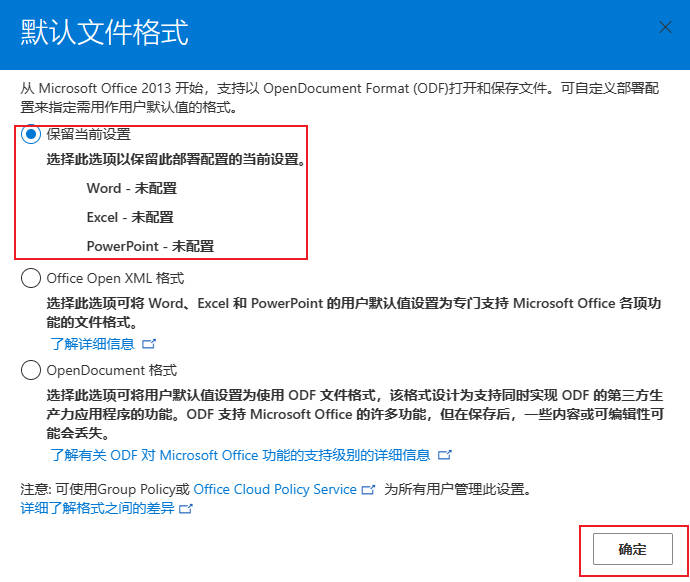 默认文件格式
从 Microsoft Office 2013 开始，支持以 OpenDocument Format (ODF)打开和保存文件。可自定义部署配
置来指定需用作用户默认值的格式。
保留当前设置
选择此选项以保留此部署配置的当前设置。
Word - 未配置
Excel - 未配置
PowerPoint - 未配置
Office Open XML 格式
选择此选项可将 Word、Excel 和 PowerPoint 的用户默认值设置为专门支持 Microsoft Office 各项功
能的文件格式。
了解详细信息
OpenDocument 格式
选择此选项可将用户默认值设置为使用 ODF 文件格式，该格式设计为支持同时实现 ODF 的第三方生
产力应用程序的功能。ODF 支持 Microsoft Office 的许多功能，但在保存后，一些内容或可编辑性可
能会丢失。
了解有关 ODF 对 Microsoft Office 功能的支持级别的详细信息
注意: 可使用Group Policy或 Office Cloud Policy Service 为所有用户管理此设置。
详细了解格式之间的差异
确定